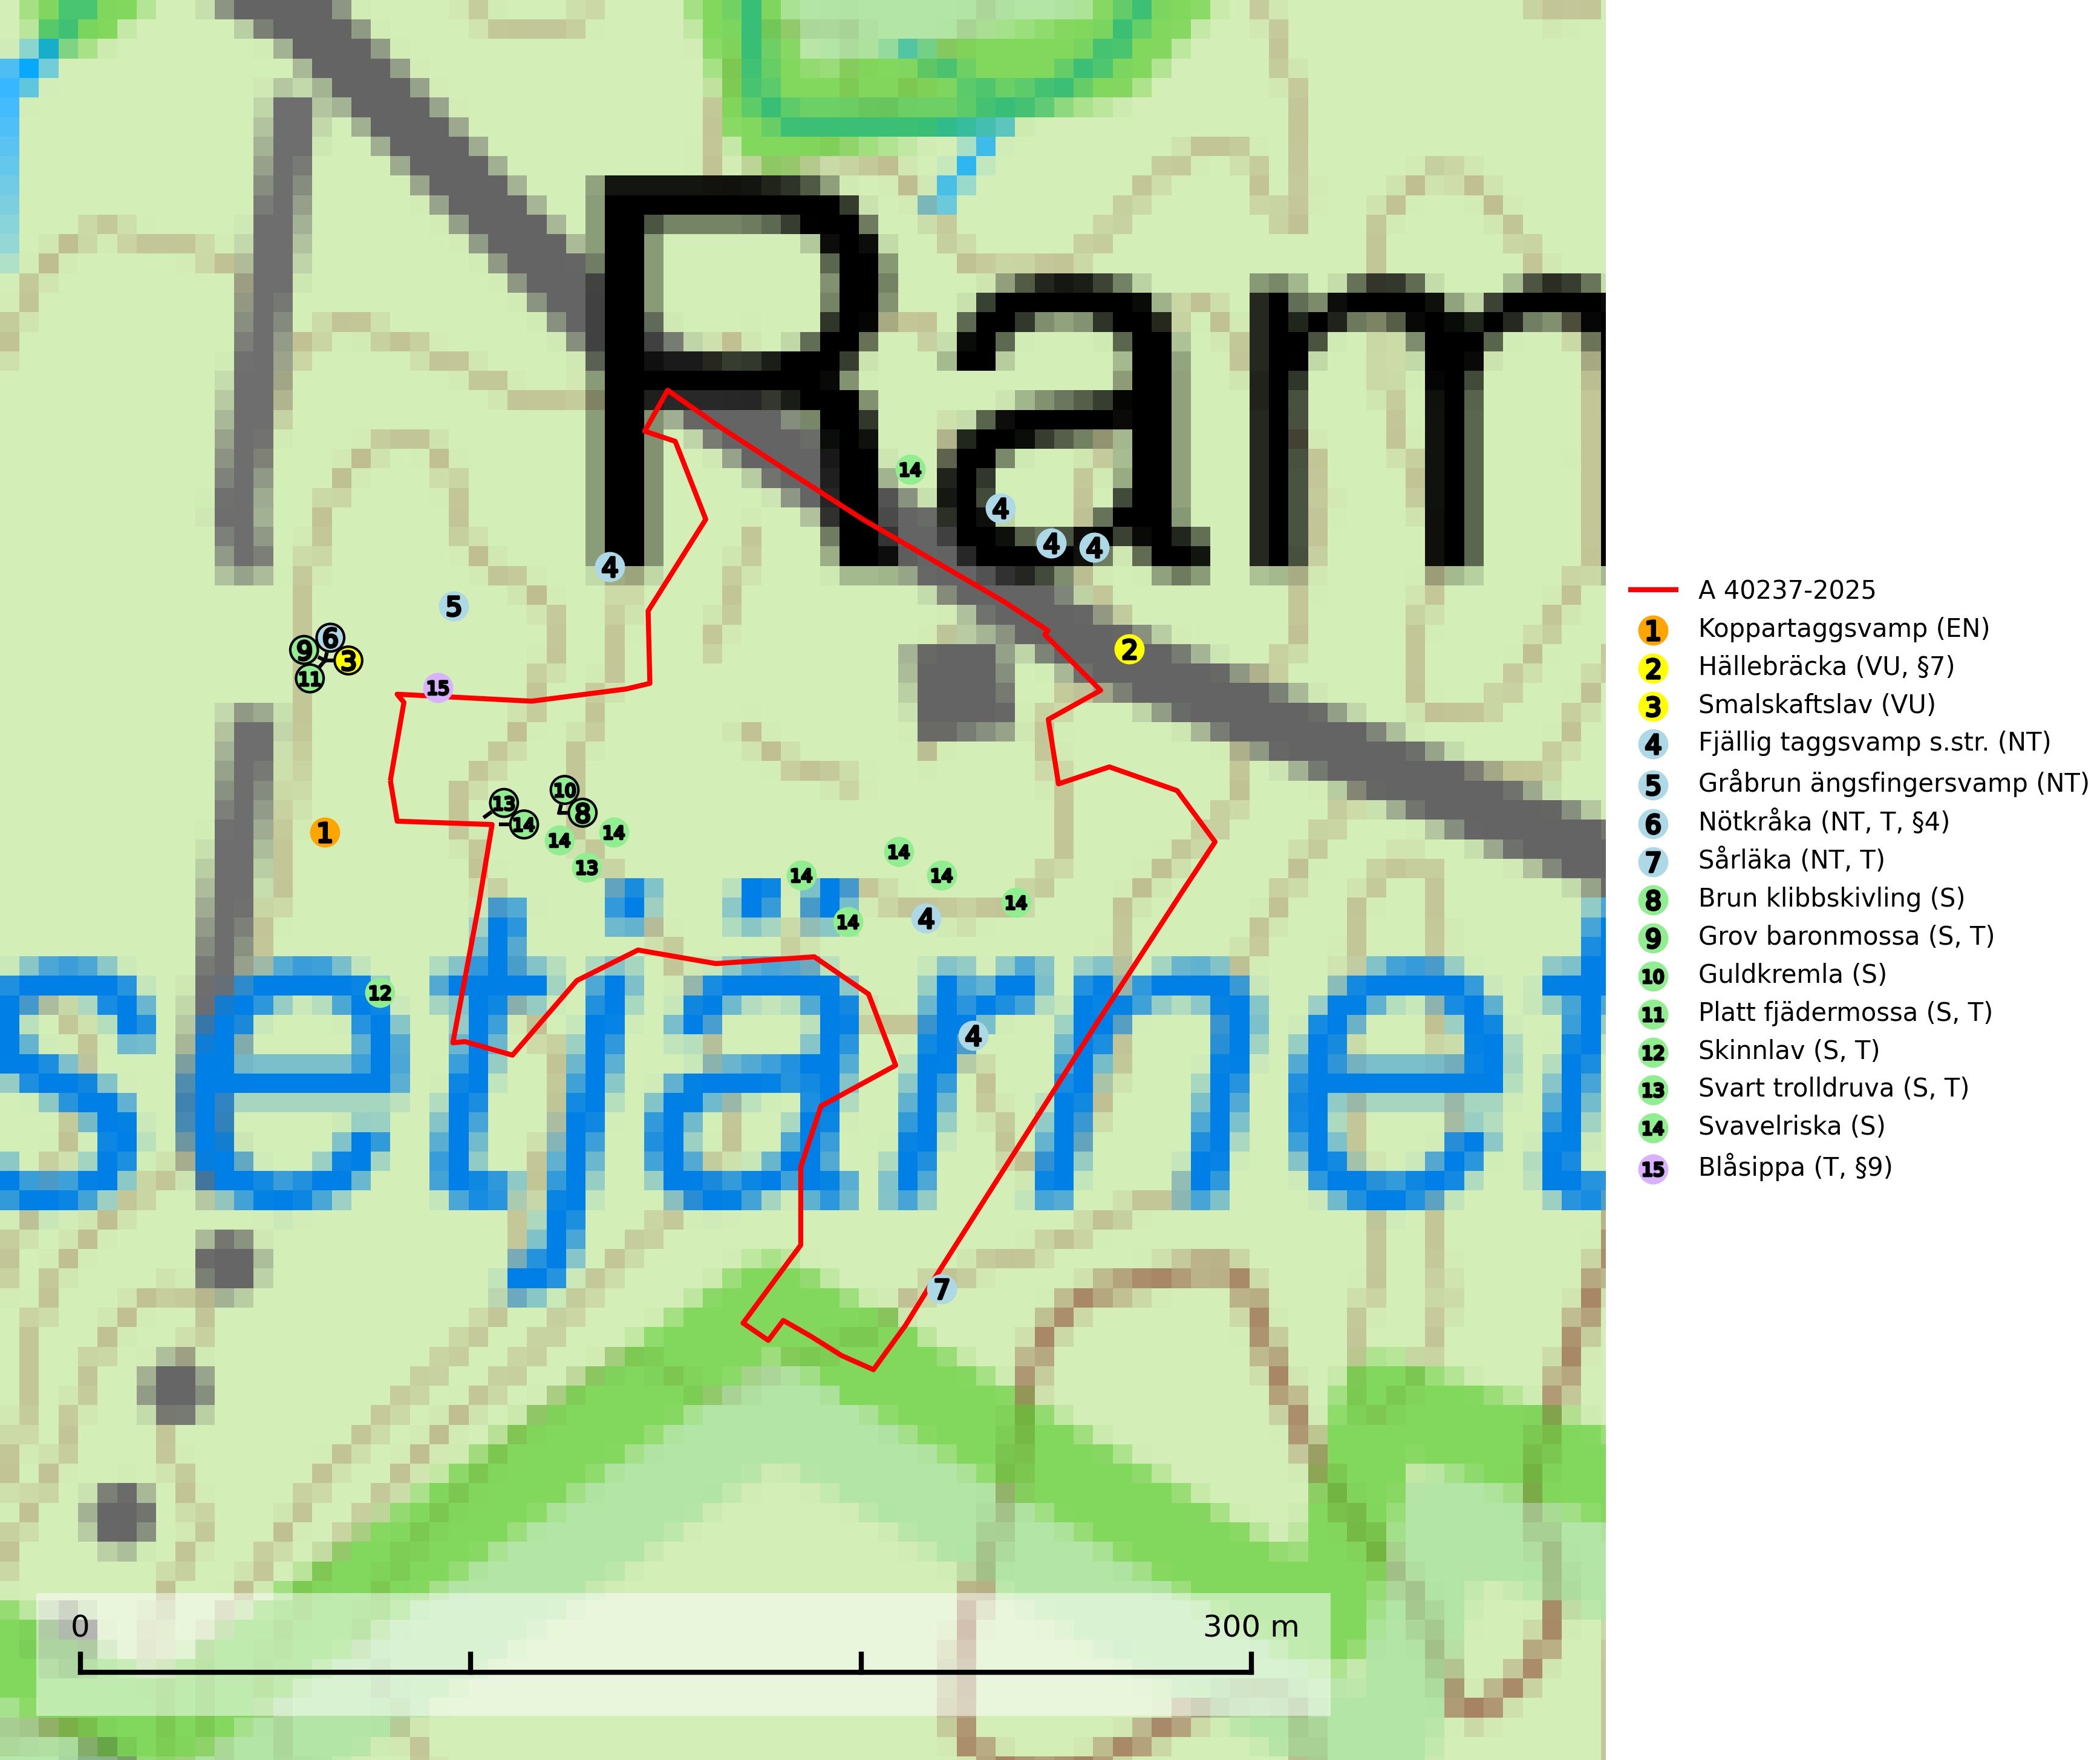 Ram
setjärnet
14
4
4
4
4
5
6
9
3
11
2
15
10
13
8
14
14
14
1
13
14
14
14
14
4
14
12
4
7
0 300 m
A 40237-2025
1 Koppartaggsvamp (EN)
2 Hällebräcka (VU, §7)
3 Smalskaftslav (VU)
4 Fjällig taggsvamp s.str. (NT)
5 Gråbrun ängsfingersvamp (NT)
6 Nötkråka (NT, T, §4)
7 Sårläka (NT, T)
8 Brun klibbskivling (S)
9 Grov baronmossa (S, T)
10 Guldkremla (S)
11 Platt fjädermossa (S, T)
12 Skinnlav (S, T)
13 Svart trolldruva (S, T)
14 Svavelriska (S)
15 Blåsippa (T, §9)